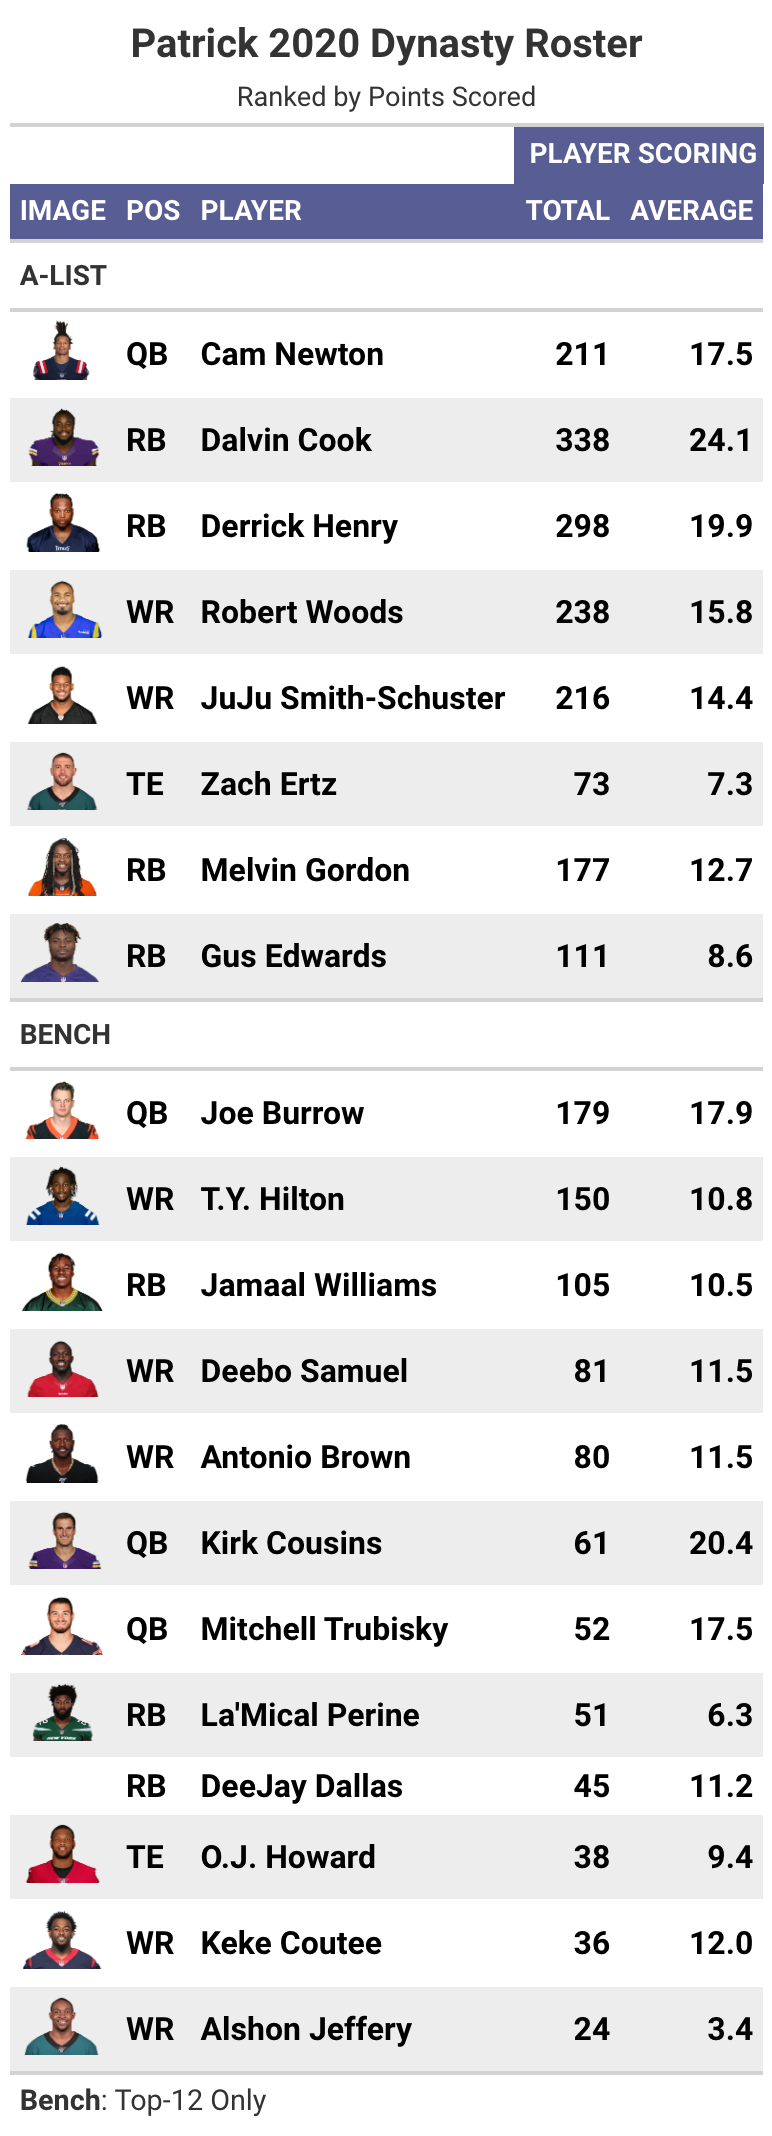 Patrick 2020 Dynasty Roster
Ranked by Points Scored
PLAYER SCORING
IMAGE POS PLAYER TOTAL AVERAGE
A-LIST
QB Cam Newton 211 17.5
RB Dalvin Cook 338 24.1
RB Derrick Henry 298 19.9
WR Robert Woods 238 15.8
WR JuJu Smith-Schuster 216 14.4
TE Zach Ertz 73 7.3
RB Melvin Gordon 177 12.7
RB Gus Edwards 111 8.6
BENCH
QB Joe Burrow 179 17.9
WR T.Y. Hilton 150 10.8
RB Jamaal Williams 105 10.5
WR Deebo Samuel 81 11.5
WR Antonio Brown 80 11.5
QB Kirk Cousins 61 20.4
QB Mitchell Trubisky 52 17.5
RB La'Mical Perine 51 6.3
RB DeeJay Dallas 45 11.2
TE O.J. Howard 38 9.4
WR Keke Coutee 36 12.0
WR Alshon Jeffery 24 3.4
Bench: Top-12 Only